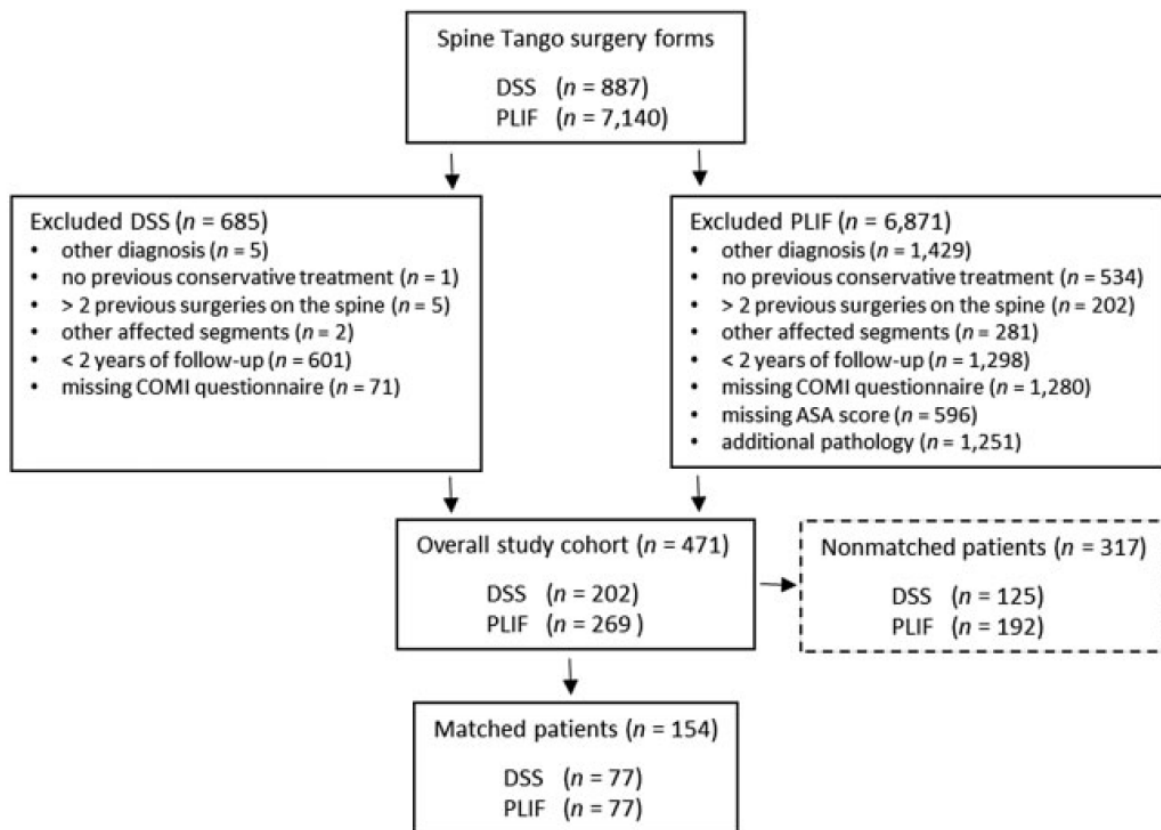 Spine Tango surgery forms
DSS (n = 887)
PLIF (n = 7,140)
Excluded DSS (n = 685)
• other diagnosis (n = 5)
• no previous conservative treatment (n = 1)
• > 2 previous surgeries on the spine (n = 5)
• other affected segments (n = 2)
• < 2 years of follow-up (n = 601)
• missing COMI questionnaire (n = 71)
Excluded PLIF (n = 6,871)
• other diagnosis (n = 1,429)
• no previous conservative treatment (n = 534)
• > 2 previous surgeries on the spine (n = 202)
• other affected segments (n = 281)
• < 2 years of follow-up (n = 1,298)
• missing COMI questionnaire (n = 1,280)
• missing ASA score (n = 596)
• additional pathology (n = 1,251)
Overall study cohort (n = 471)
DSS (n = 202)
PLIF (n = 269 )
Nonmatched patients (n = 317)
DSS (n = 125)
PLIF (n = 192)
Matched patients (n = 154)
DSS (n = 77)
PLIF (n = 77)